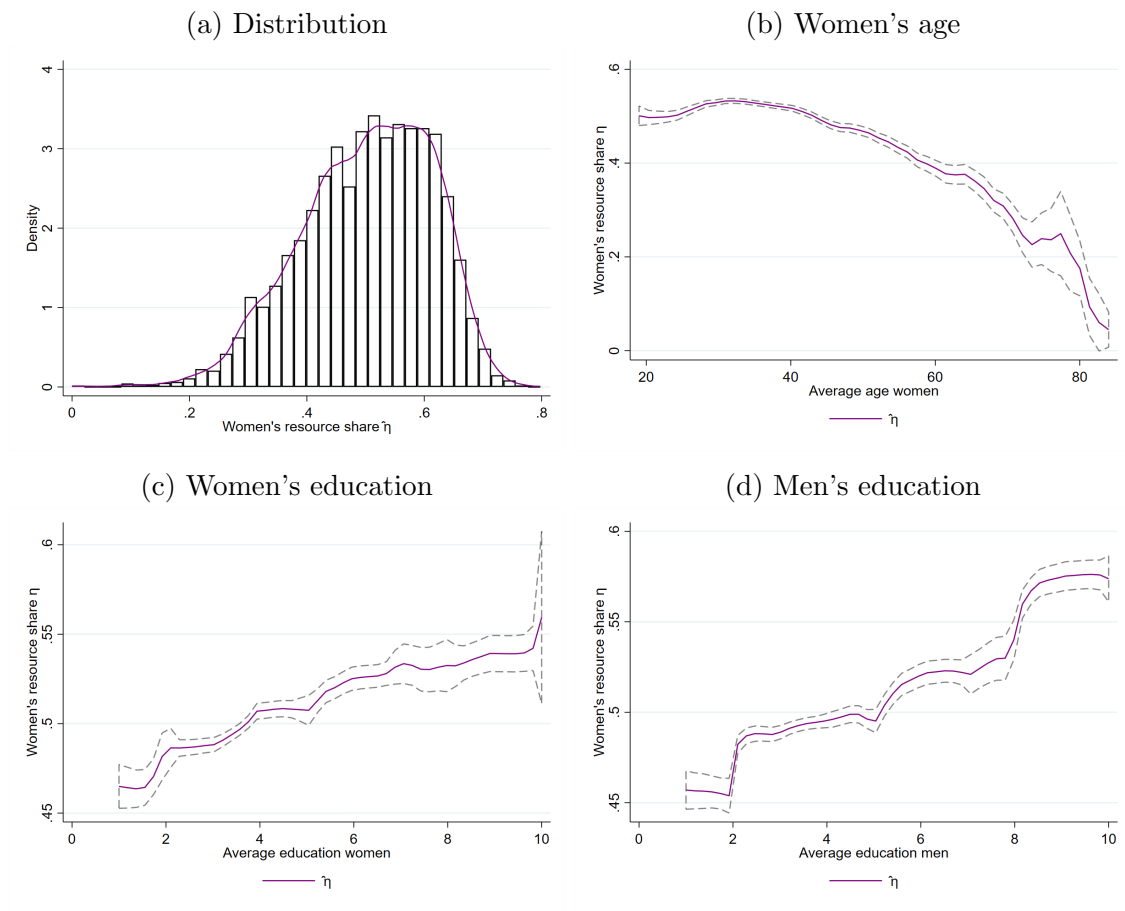 (a) Distribution
4
3
2
1
0
Density
0 .2 .4 .6 .8
Women's resource share η̂
(b) Women's age
.6
.4
.2
0
Women's resource share η
20 40 60 80
Average age women
η̂
(c) Women's education
.6
.55
.5
.45
Women's resource share η
0 2 4 6 8 10
Average education women
η̂
(d) Men's education
.6
.55
.5
.45
Women's resource share η
0 2 4 6 8 10
Average education men
η̂